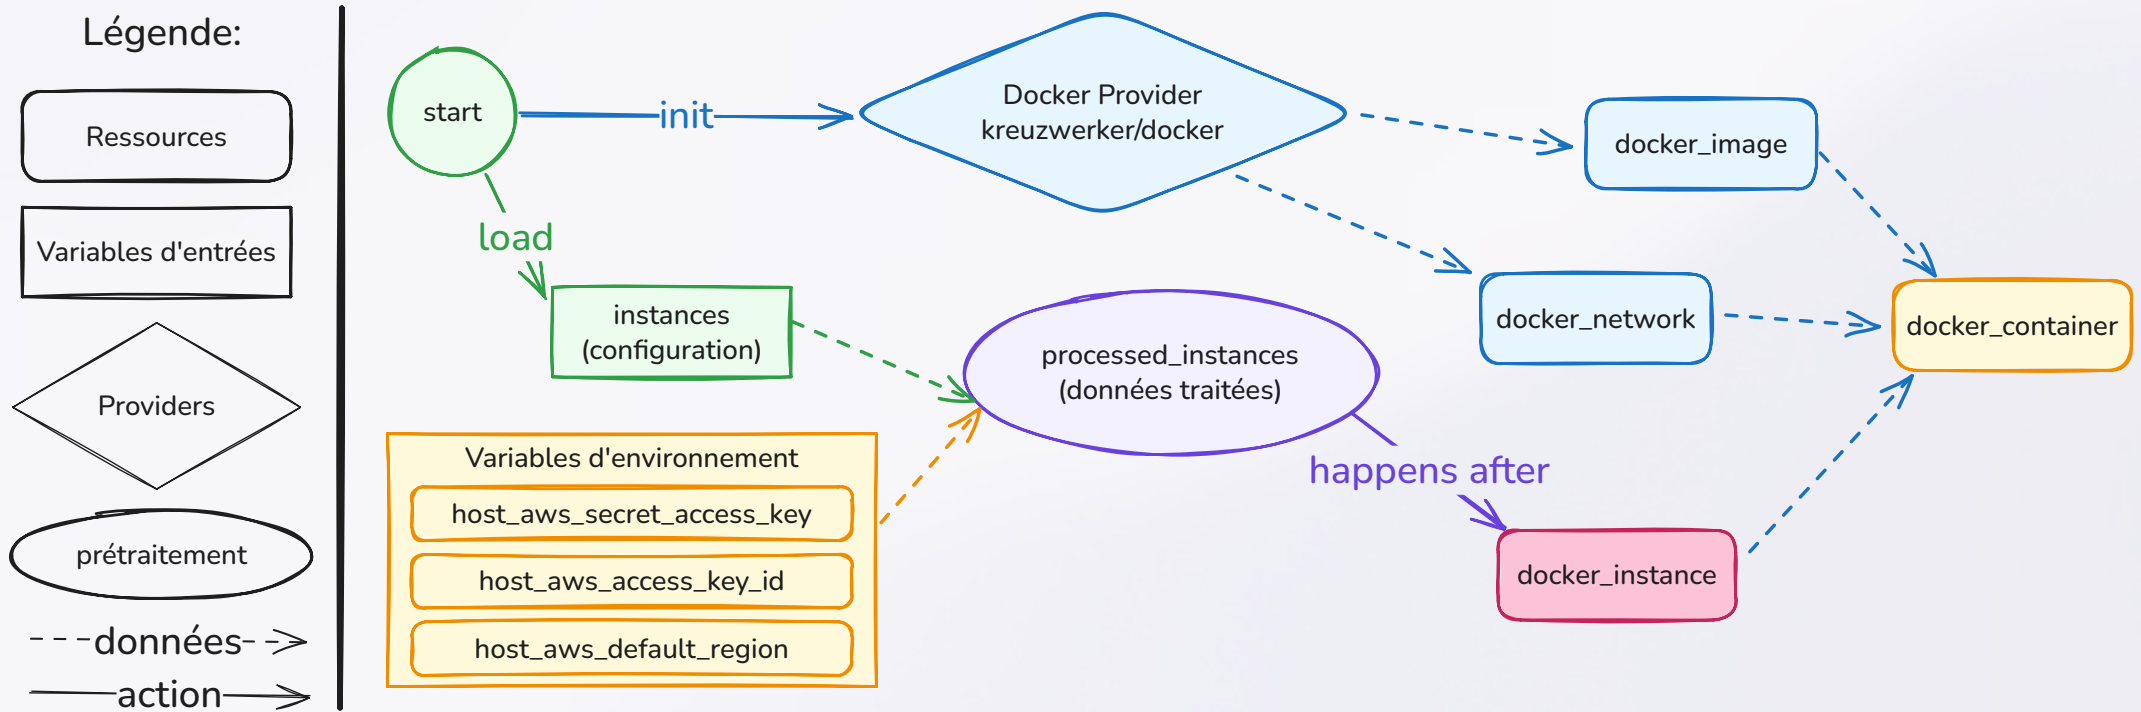 Légende:
Ressources
Variables d'entrées
Providers
prétraitement
données
action
start
init
Docker Provider
kreuzwerker/docker
docker_image
load
instances
(configuration)
processed_instances
(données traitées)
docker_network
docker_container
Variables d'environnement
host_aws_secret_access_key
host_aws_access_key_id
host_aws_default_region
happens after
docker_instance